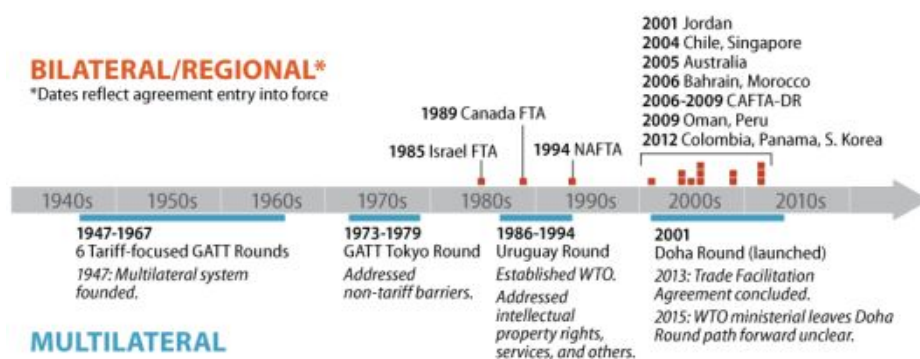 BILATERAL/REGIONAL*
*Dates reflect agreement entry into force
1985 Israel FTA
1989 Canada FTA
1994 NAFTA
2001 Jordan
2004 Chile, Singapore
2005 Australia
2006 Bahrain, Morocco
2006-2009 CAFTA-DR
2009 Oman, Peru
2012 Colombia, Panama, S. Korea
1940s 1950s 1970s 1980s 1990s 2000s 2010s
1947-1967
6 Tariff-focused GATT Rounds
1947: Multilateral system
founded.
1973-1979
GATT Tokyo Round
Addressed
non-tariff barriers.
1986-1994
Uruguay Round
Established WTO.
Addressed
intellectual
property rights,
services, and others.
2001
Doha Round (launched)
2013: Trade Facilitation
Agreement concluded.
2015: WTO ministerial leaves Doha
Round path forward unclear.
MULTILATERAL